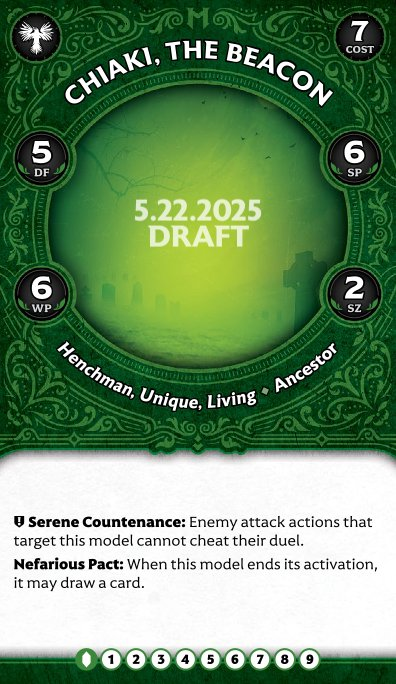 7
COST
CHIAKI, THE BEACON
5
DF
6
SP
5.22.2025
DRAFT
6
WP
2
SZ
Henchman, Unique, Living ♦ Ancestor
Serene Countenance: Enemy attack actions that
target this model cannot cheat their duel.
Nefarious Pact: When this model ends its activation,
it may draw a card.
1 2 3 4 5 6 7 8 9